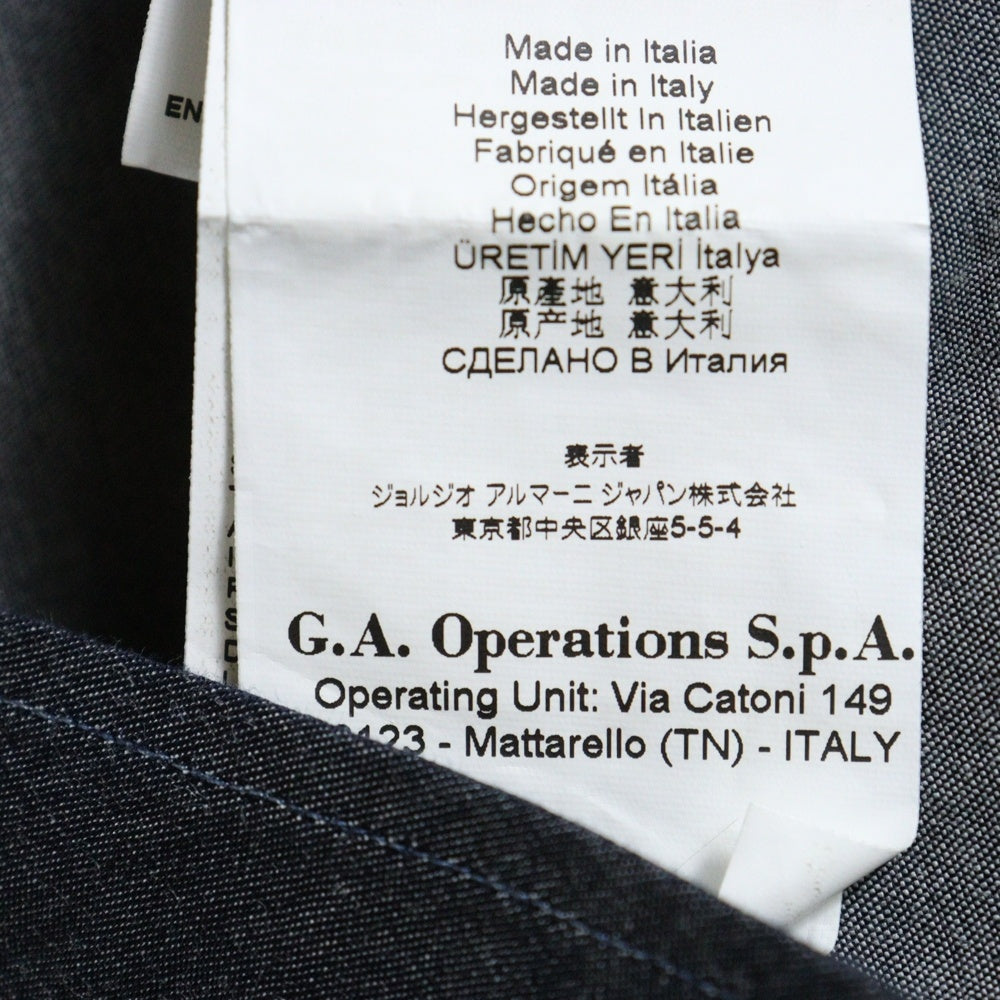 Made in Italia
Made in Italy
Hergestellt In Italien
Fabriqué en Italie
Origem Itália
Hecho En Italia
ÜRETİM YERİ İtalya
原產地 意大利
原产地 意大利
СДЕЛАНО В Италия
表示者
ジョルジオ アルマーニ ジャパン株式会社
東京都中央区銀座5-5-4
G.A. Operations S.p.A.
Operating Unit: Via Catoni 149
- Mattarello (TN) - ITALY
EN